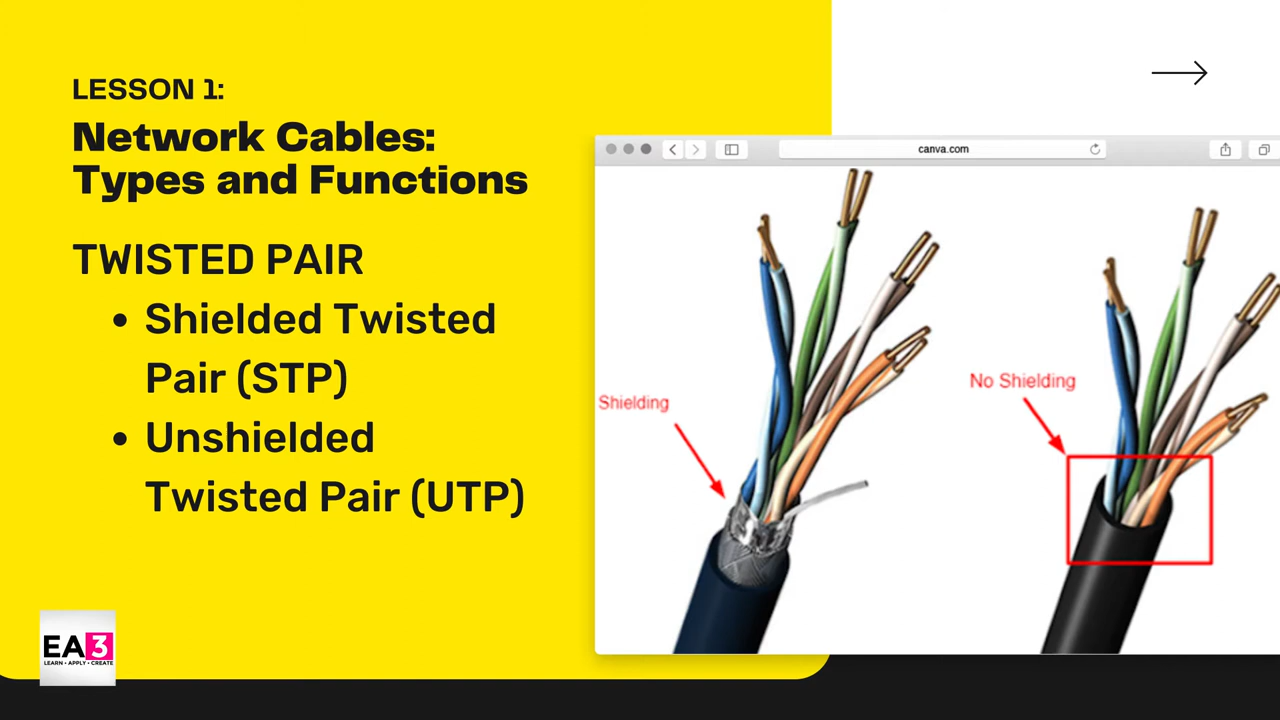 LESSON 1:
Network Cables:
Types and Functions
TWISTED PAIR
• Shielded Twisted
Pair (STP)
• Unshielded
Twisted Pair (UTP)
canva.com
Shielding
No Shielding
EA3
LEARN • APPLY • CREATE